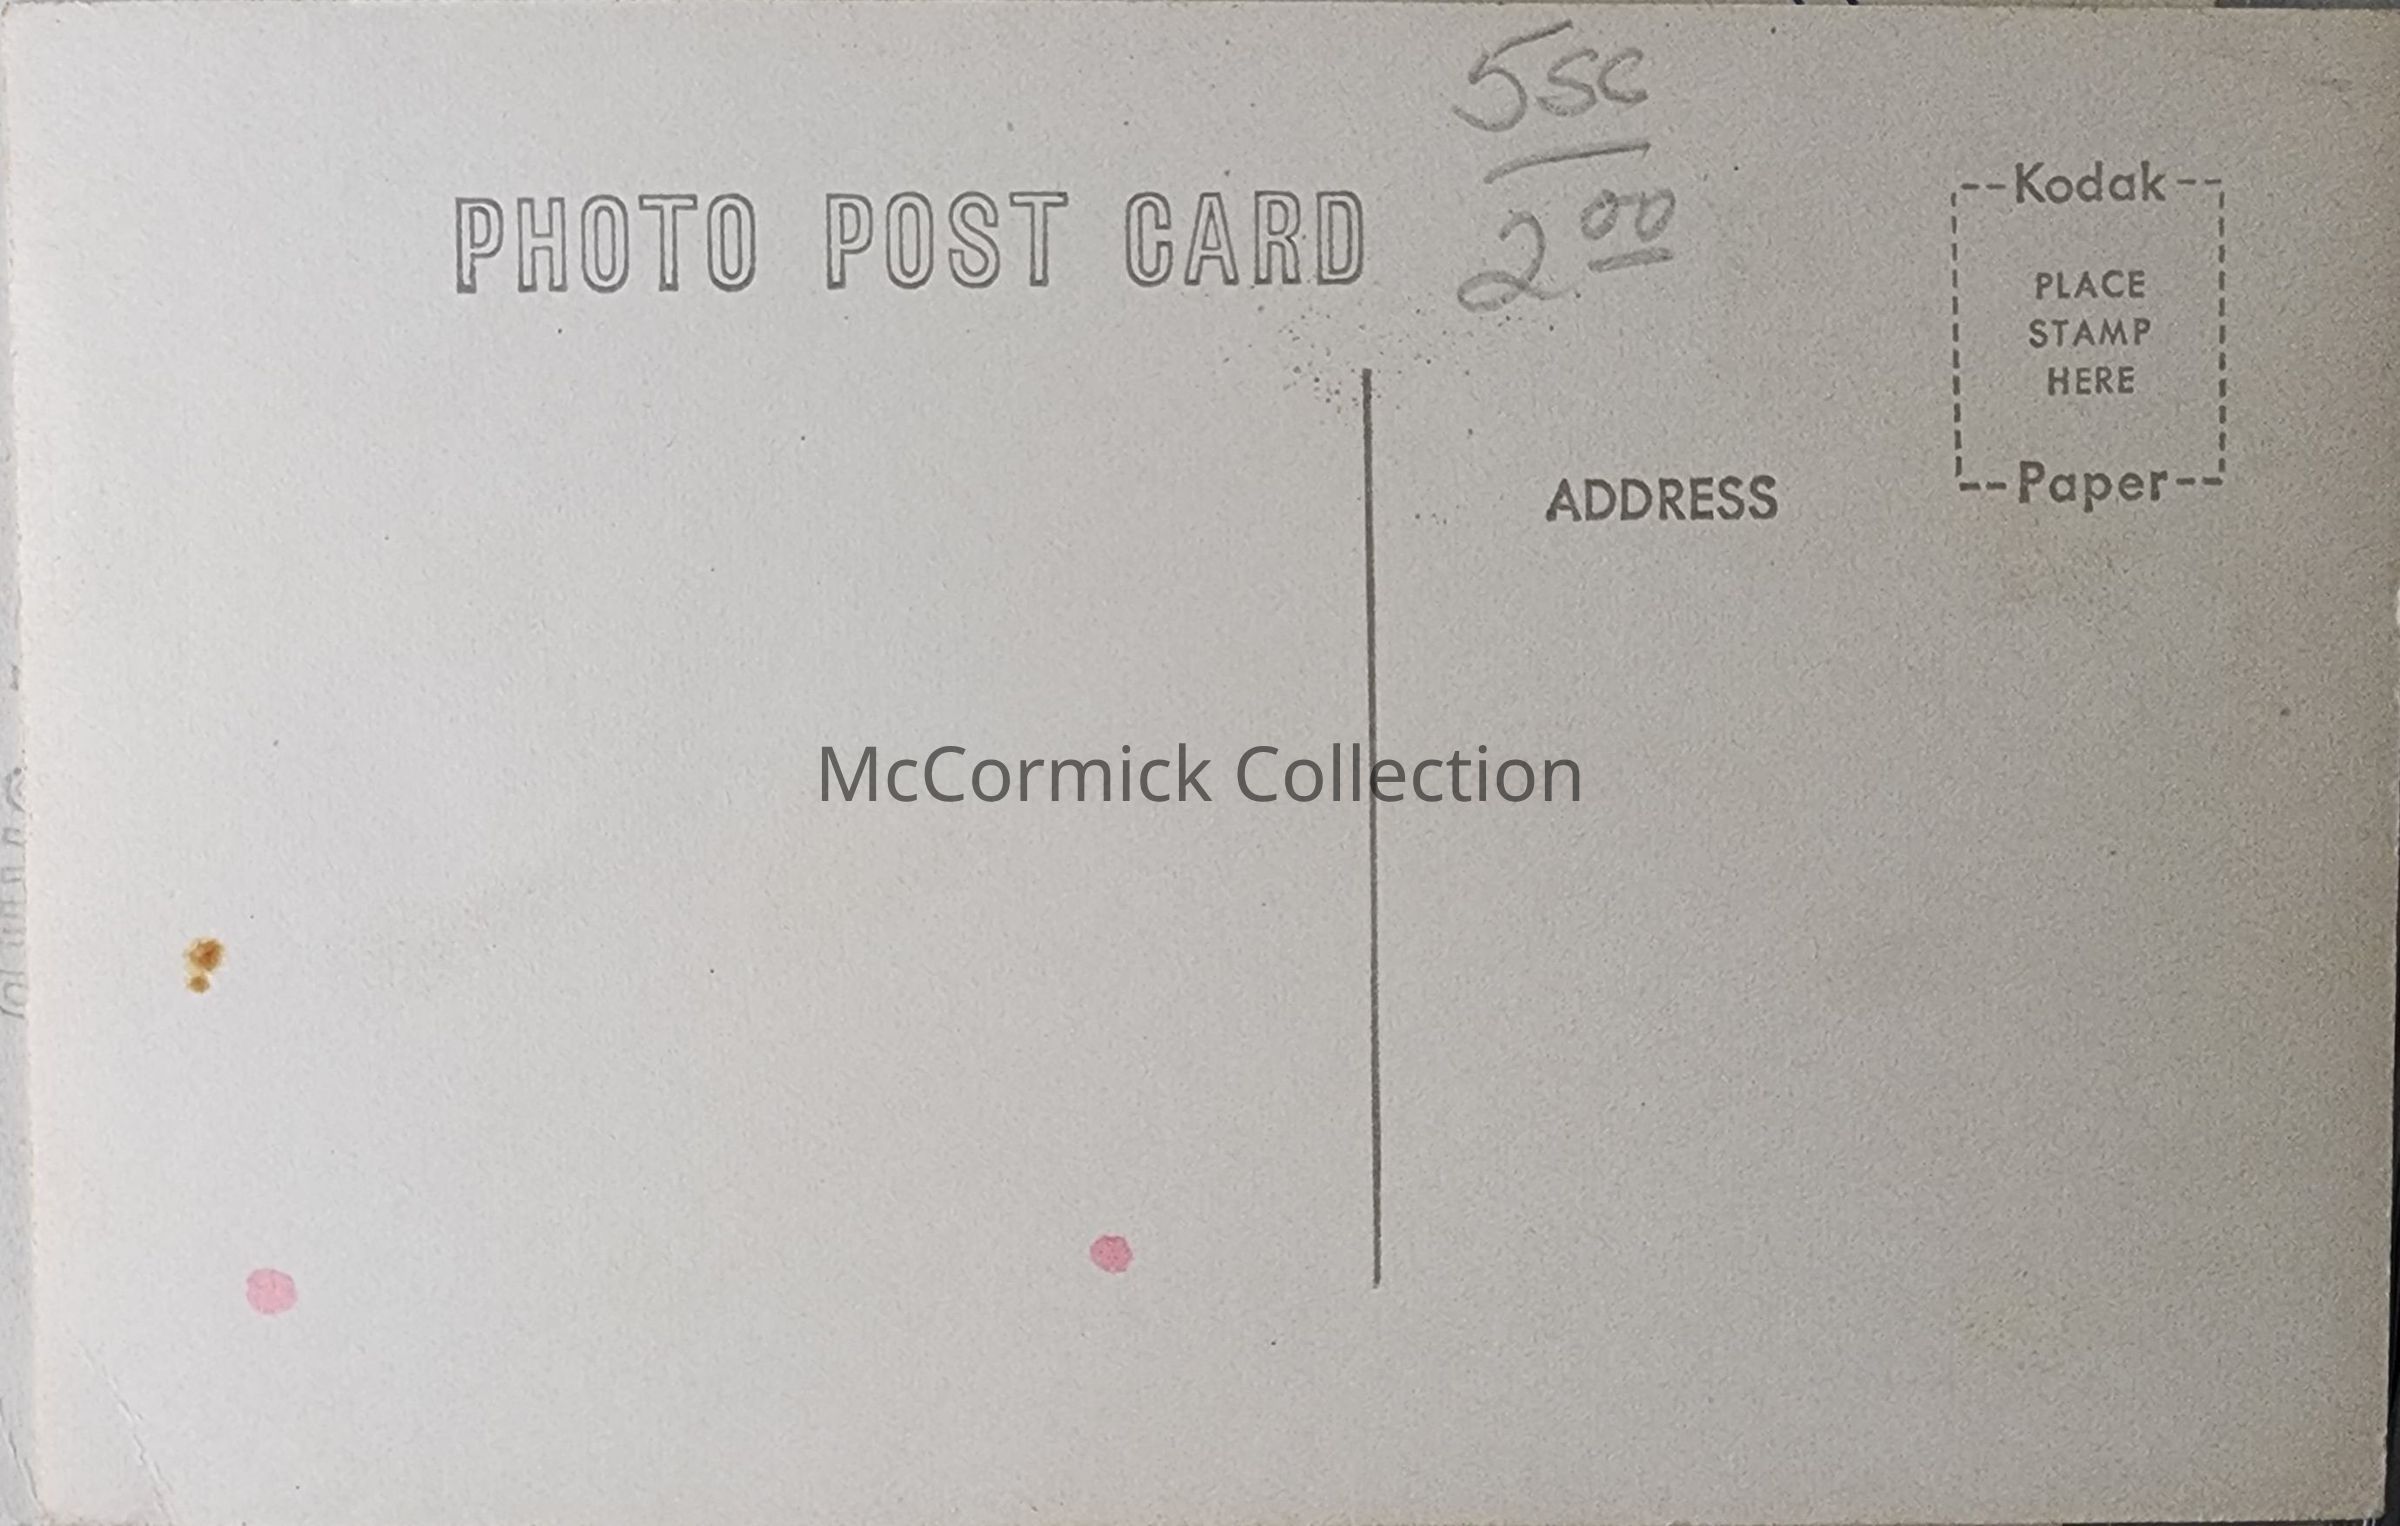 5sc
2 00
PHOTO POST CARD
Kodak
PLACE
STAMP
HERE
Paper
ADDRESS
McCormick Collection